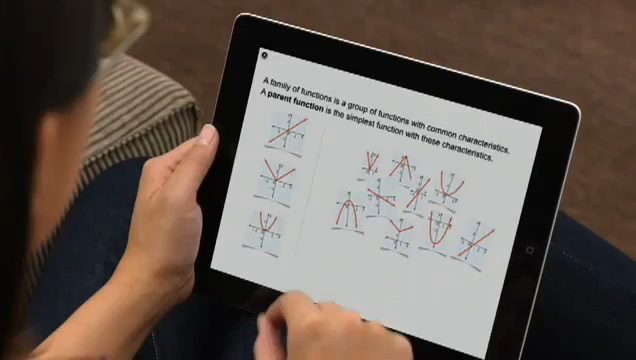 A family of functions is a group of functions with common characteristics.
A parent function is the simplest function with these characteristics.